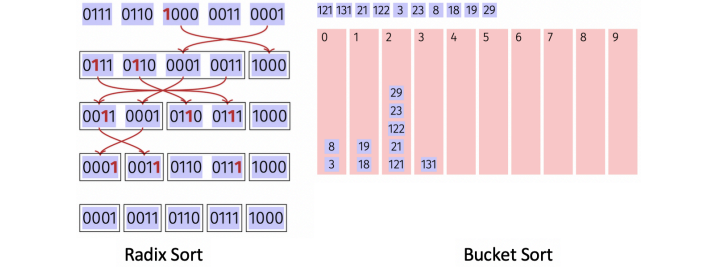 0111 0110 1000 0011 0001
0111 0110 0001 0011 1000
0011 0001 0110 0111 1000
0001 0011 0110 0111 1000
0001 0011 0110 0111 1000
Radix Sort
121 131 21 122 3 23 8 18 19 29
0 1 2 3 4 5 6 7 8 9
29
23
122
8 19 21
3 18 121 131
Bucket Sort